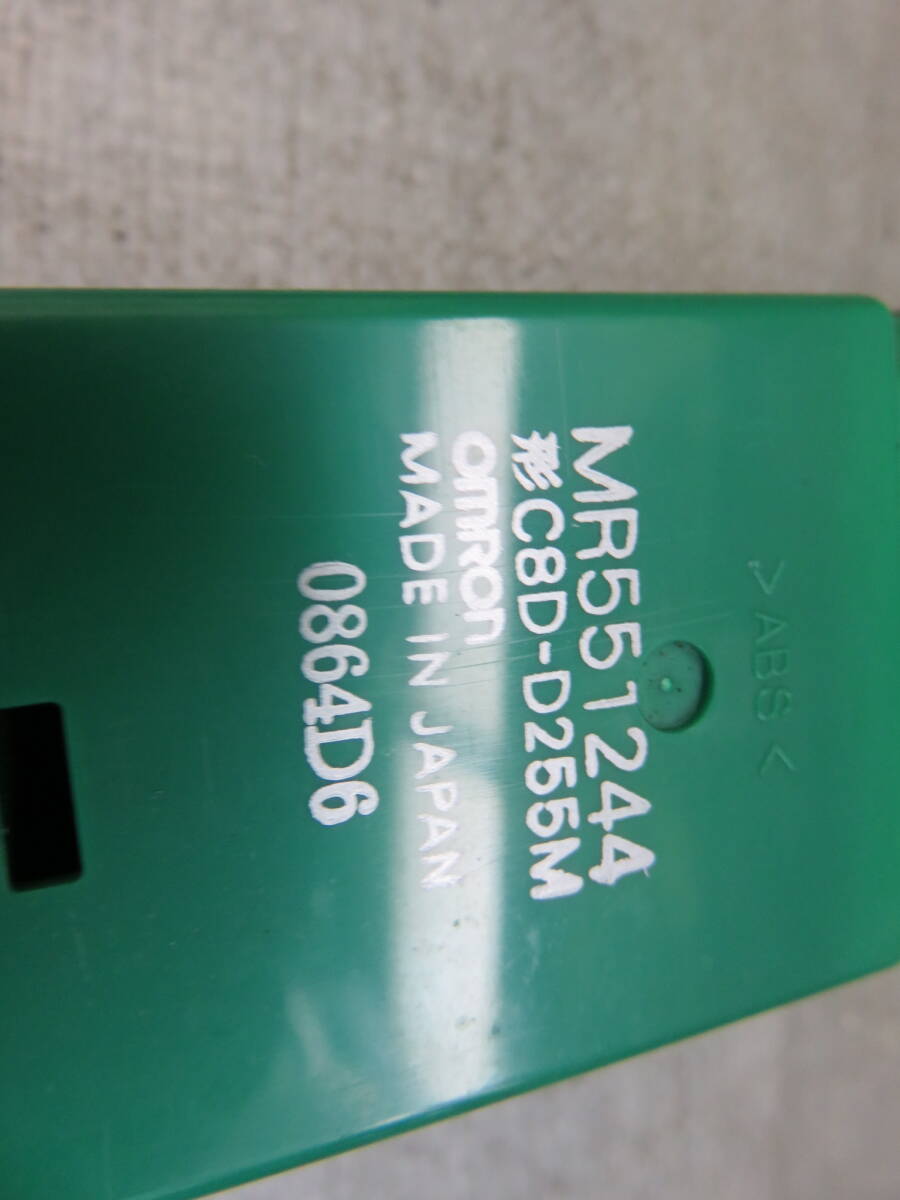 >ABS<
MR551244
形C8D-D255M
omron
MADE IN JAPAN
0864D6